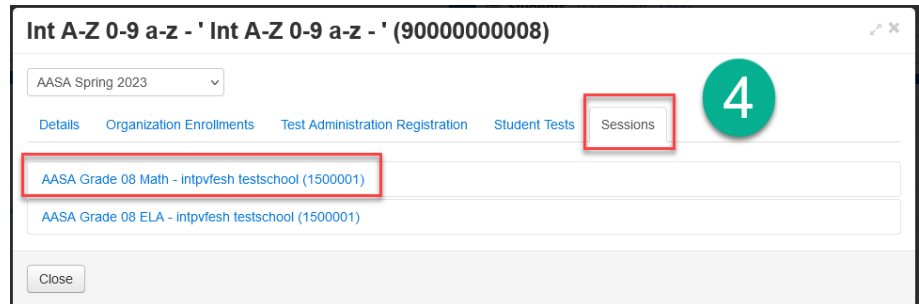 Int A-Z 0-9 a-z - ' Int A-Z 0-9 a-z - ' (90000000008)
AASA Spring 2023
4
Details Organization Enrollments Test Administration Registration Student Tests Sessions
AASA Grade 08 Math - intpvfesh testschool (1500001)
AASA Grade 08 ELA - intpvfesh testschool (1500001)
Close